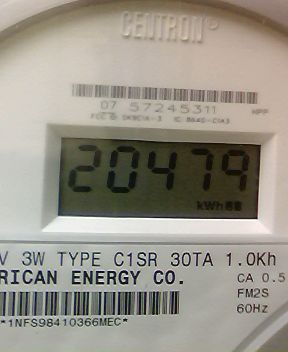 CENTRON®
07 57245311
20479
kWh
V 3W TYPE C1SR 30TA 1.0Kh
RICAN ENERGY CO.
CA 0.5
FM2S
60Hz
*1NFS98410366MEC*